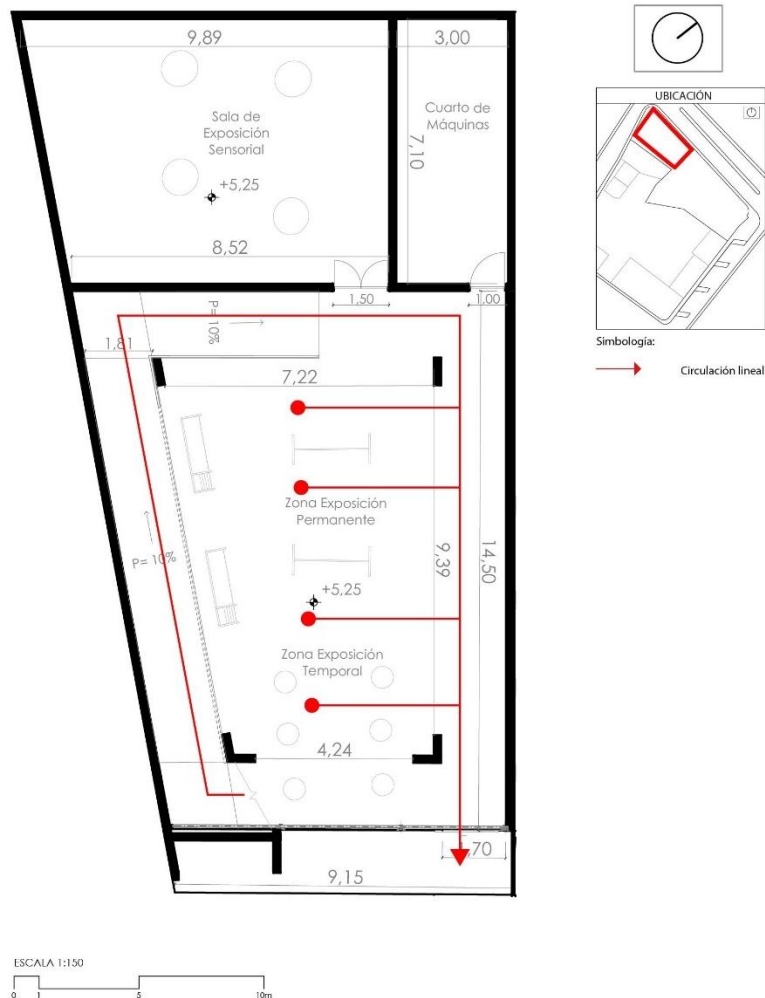 9,89
3,00
UBICACIÓN
Sala de
Exposición
Sensorial
Cuarto de
Máquinas
7,10
+5,25
8,52
1,50
1,00
P= 10%
Simbología:
Circulación lineal
1,81
7,22
Zona Exposición
Permanente
P= 10%
9,39
14,50
+5,25
Zona Exposición
Temporal
4,24
1,70
9,15
ESCALA 1:150
0 1 5 10m